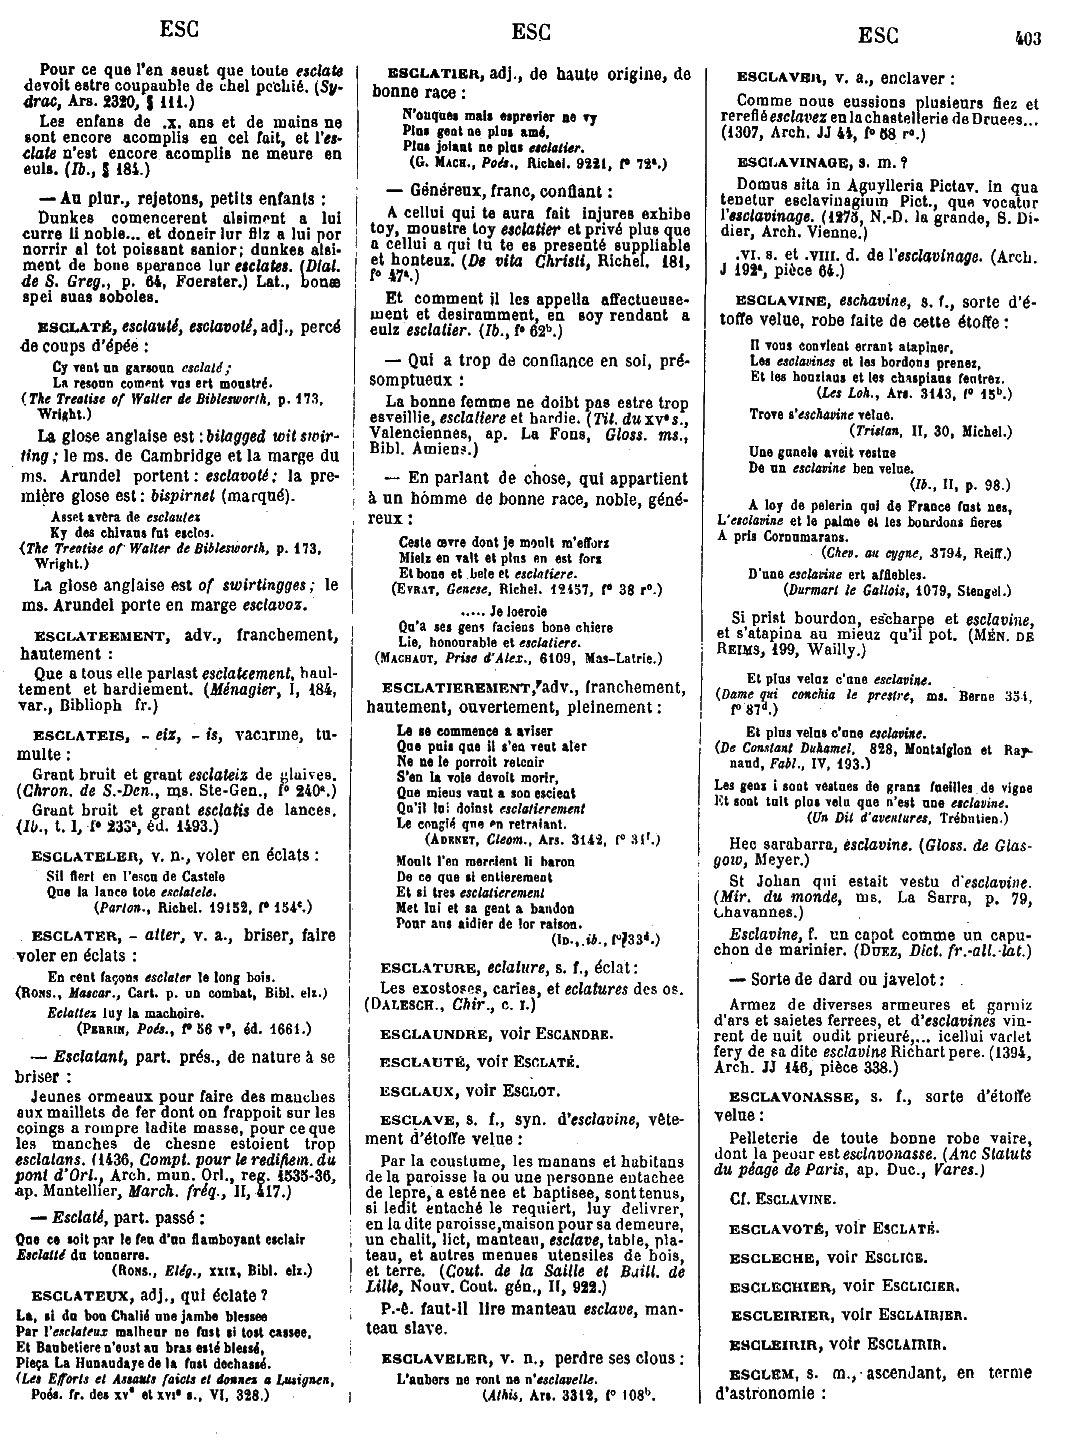 ESC
ESC
ESC
403
Pour ce que l'en seust que toute esclate
devoit estre coupauble de chel pechié. (Sy-
drac, Ars. 2320, § III.)
Les enfans de .x. ans et de mains ne
sont encore acomplis en cel fait, et l'es-
clate n'est encore acomplis ne meure en
euls. (Ib., § 184.)
— Au plur., rejetons, petits enfants :
Dunkes comencerent alsiment a lui
curre li noble... et doneir lur filz a lui por
norrir al tot poissant sanior; dunkes alsi-
ment de bone sperance lur esclates. (Dial.
de S. Greg., p. 64, Foerster.) Lat., bonæ
spei suas soboles.
ESCLATÉ, esclauté, esclavoté, adj., percé
de coups d'épée :
Cy vent un garsoun esclaté;
La resoun coment vus ert moustré.
(The Treatise of Walter de Biblesworth, p. 173,
Wright.)
La glose anglaise est : bilagged wit swir-
ting; le ms. de Cambridge et la marge du
ms. Arundel portent : esclavoté; la pre-
mière glose est : bispirnet (marqué).
Asset avera de esclautez
Ky des chivaus fut esclos.
(The Treatise of Walter de Biblesworth, p. 173,
Wright.)
La glose anglaise est of swirtingges; le
ms. Arundel porte en marge esclavoz.
ESCLATEEMENT, adv., franchement,
hautement :
Que a tous elle parlast esclateement, haul-
tement et hardiement. (Ménagier, I, 184,
var., Biblioph fr.)
ESCLATEIS, - eiz, - is, vacarme, tu-
multe :
Grant bruit et grant esclateiz de glaives.
(Chron. de S.-Den., ms. Ste-Gen., f° 240ª.)
Grant bruit et grant esclatis de lances.
(Ib., t. I, f° 233ª, éd. 1493.)
ESCLATELER, v. n., voler en éclats :
Sil fiert en l'escu de Castele
Que la lance tote esclatele.
(Parton., Richel. 19152, f° 154ᶜ.)
ESCLATER, - atter, v. a., briser, faire
voler en éclats :
En cent façons esclater le long bois.
(RONS., Mascar., Cart. p. un combat, Bibl. elz.)
Eclattez luy la machoire.
(PERRIN, Poés., f° 56 v°, éd. 1661.)
— Esclatant, part. prés., de nature à se
briser :
Jeunes ormeaux pour faire des manches
aux maillets de fer dont on frappoit sur les
coings a rompre ladite masse, pour ce que
les manches de chesne estoient trop
esclatans. (1436, Compt. pour le rediffiem. du
pont d'Orl., Arch. mun. Orl., reg. 1535-36,
ap. Mantellier, March. fréq., II, 417.)
— Esclaté, part. passé :
Que ce soit par le feu d'un flamboyant esclair
Esclatté du tonnerre.
(RONS., Elég., XXIX, Bibl. elz.)
ESCLATEUX, adj., qui éclate ?
La, si du bon Chalié une jambe blessee
Par l'esclateux malheur ne fust si tost cassee,
Et Baubetiere n'eust au bras esté blessé,
Pieça La Hunaudaye de la fust dechassé.
(Les Efforts et Assauts faicts et donnez a Lusignen,
Poés. fr. des XVᵉ et XVIᵉ s., VI, 328.)
ESCLATIER, adj., de haute origine, de
bonne race :
N'onques mais esprevier ne vy
Plus gent ne plus amé,
Plus joiant ne plus esclatier.
(G. MACH., Poés., Richel. 9221, f° 72ª.)
— Généreux, franc, confiant :
A cellui qui te aura fait injures exhibe
toy, moustre toy esclatier et privé plus que
a cellui a qui tu te es presenté suppliable
et honteuz. (De vita Christi, Richel. 181,
f° 47ª.)
Et comment il les appella affectueuse-
ment et desiramment, en soy rendant a
eulz esclatier. (Ib., f° 62ᵇ.)
— Qui a trop de confiance en soi, pré-
somptueux :
La bonne femme ne doibt pas estre trop
esveillie, esclatiere et hardie. (Tit. du XVᵉ s.,
Valenciennes, ap. La Fons, Gloss. ms.,
Bibl. Amiens.)
— En parlant de chose, qui appartient
à un homme de bonne race, noble, géné-
reux :
Ceste œvre dont je moult m'efforz
Mielz en valt et plus en est forz
Et bone et bele et esclatiere.
(EVRAT, Genese, Richel. 12457, f° 38 r°.)
..... Je loeroie
Qu'a ses gens faciens bone chiere
Lie, honourable et esclatiere.
(MACHAUT, Prise d'Alex., 6109, Mas-Latrie.)
ESCLATIEREMENT, adv., franchement,
hautement, ouvertement, pleinement :
La se commence a aviser
Que puis que il s'en veut aler
Ne ne le porroit retenir
S'en la voie devoit morir,
Que mieus vaut a son escient
Qu'il lui doinst esclatierement
Le congié que en retraiant.
(ADENET, Cleom., Ars. 3142, f° 31ᶠ.)
Moult l'en mercient li baron
De ce que si entierement
Et si tres esclatierement
Met lui et sa gent a bandon
Pour aus aidier de lor raison.
(ID., ib., f° 33ᵈ.)
ESCLATURE, eclature, s. f., éclat :
Les exostoses, caries, et eclatures des os.
(DALESCH., Chir., c. I.)
ESCLAUNDRE, voir ESCANDRE.
ESCLAUTÉ, voir ESCLATÉ.
ESCLAUX, voir ESCLOT.
ESCLAVE, s. f., syn. d'esclavine, vête-
ment d'étoffe velue :
Par la coustume, les manans et habitans
de la paroisse la ou une personne entachee
de lepre, a esté nee et baptisee, sont tenus,
si ledit entaché le requiert, luy delivrer,
en la dite paroisse, maison pour sa demeure,
un chalit, lict, manteau, esclave, table, pla-
teau, et autres menues utensiles de bois,
et terre. (Cout. de la Saille et Baill. de
Lille, Nouv. Cout. gén., II, 922.)
P.-ê. faut-il lire manteau esclave, man-
teau slave.
ESCLAVELER, v. n., perdre ses clous :
L'aubers ne ront ne n'esclavelle.
(Athis, Ars. 3312, f° 108ᵇ.
ESCLAVER, v. a., enclaver :
Comme nous eussions plusieurs fiez et
rerefié esclavez en la chastellerie de Druees...
(1307, Arch. JJ 44, f° 68 r°.)
ESCLAVINAGE, s. m. ?
Domus sita in Aguylleria Pictav. in qua
tenetur esclavinagium Pict., que vocatur
l'esclavinage. (1275, N.-D. la grande, S. Di-
dier, Arch. Vienne.)
.VI. s. et .VIII. d. de l'esclavinage. (Arch.
J 192ª, pièce 64.)
ESCLAVINE, eschavine, s. f., sorte d'é-
toffe velue, robe faite de cette étoffe :
Il vous convient errant atapiner,
Les esclavines et les bordons prenez,
Et les houziaus et les chaspiaus feutrez.
(Les Loh., Ars. 3143, f° 15ᵇ.)
Trove s'eschavine velue.
(Tristan, II, 30, Michel.)
Une gunele aveit vestue
De un esclavine ben velue.
(Ib., II, p. 98.)
A loy de pelerin qui de France fust nes,
L'esclavine et le palme et les bourdons fieres
A pris Cornumarans.
(Chev. au cygne, 3794, Reiff.)
D'une esclavine ert afflebles.
(Durmart le Gallois, 1079, Stengel.)
Si prist bourdon, escharpe et esclavine,
et s'atapina au mieuz qu'il pot. (MÉN. DE
REIMS, 199, Wailly.)
Et plus veluz c'une esclavine.
(Dame qui conchia le prestre, ms. Berne 354,
f° 87ᵈ.)
Et plus velus c'une esclavine.
(De Constant Duhamel, 828, Montaiglon et Ray-
naud, Fabl., IV, 193.)
Les gens i sont vestues de grans fueilles de vigne
Et sont tuit plus velu que n'est une esclavine.
(Un Dit d'aventures, Trébutien.)
Hec sarabarra, esclavine. (Gloss. de Glas-
gow, Meyer.)
St Johan qui estait vestu d'esclavine.
(Mir. du monde, ms. La Sarra, p. 79,
Chavannes.)
Esclavine, f. un capot comme un capu-
chon de marinier. (DUEZ, Dict. fr.-all.-lat.)
— Sorte de dard ou javelot :
Armez de diverses armeures et garniz
d'ars et saietes ferrees, et d'esclavines vin-
rent de nuit oudit prieuré,... icellui varlet
fery de sa dite esclavine Richart pere. (1394,
Arch. JJ 146, pièce 338.)
ESCLAVONASSE, s. f., sorte d'étoffe
velue :
Pelleterie de toute bonne robe vaire,
dont la peour est esclavonasse. (Anc Statuts
du péage de Paris, ap. Duc., Vares.)
Cf. ESCLAVINE.
ESCLAVOTÉ, voir ESCLATÉ.
ESCLECHE, voir ESCLICE.
ESCLECHIER, voir ESCLICIER.
ESCLEIRIER, voir ESCLAIRIER.
ESCLEIRIR, voir ESCLAIRIR.
ESCLEM, s. m., ascendant, en terme
d'astronomie :